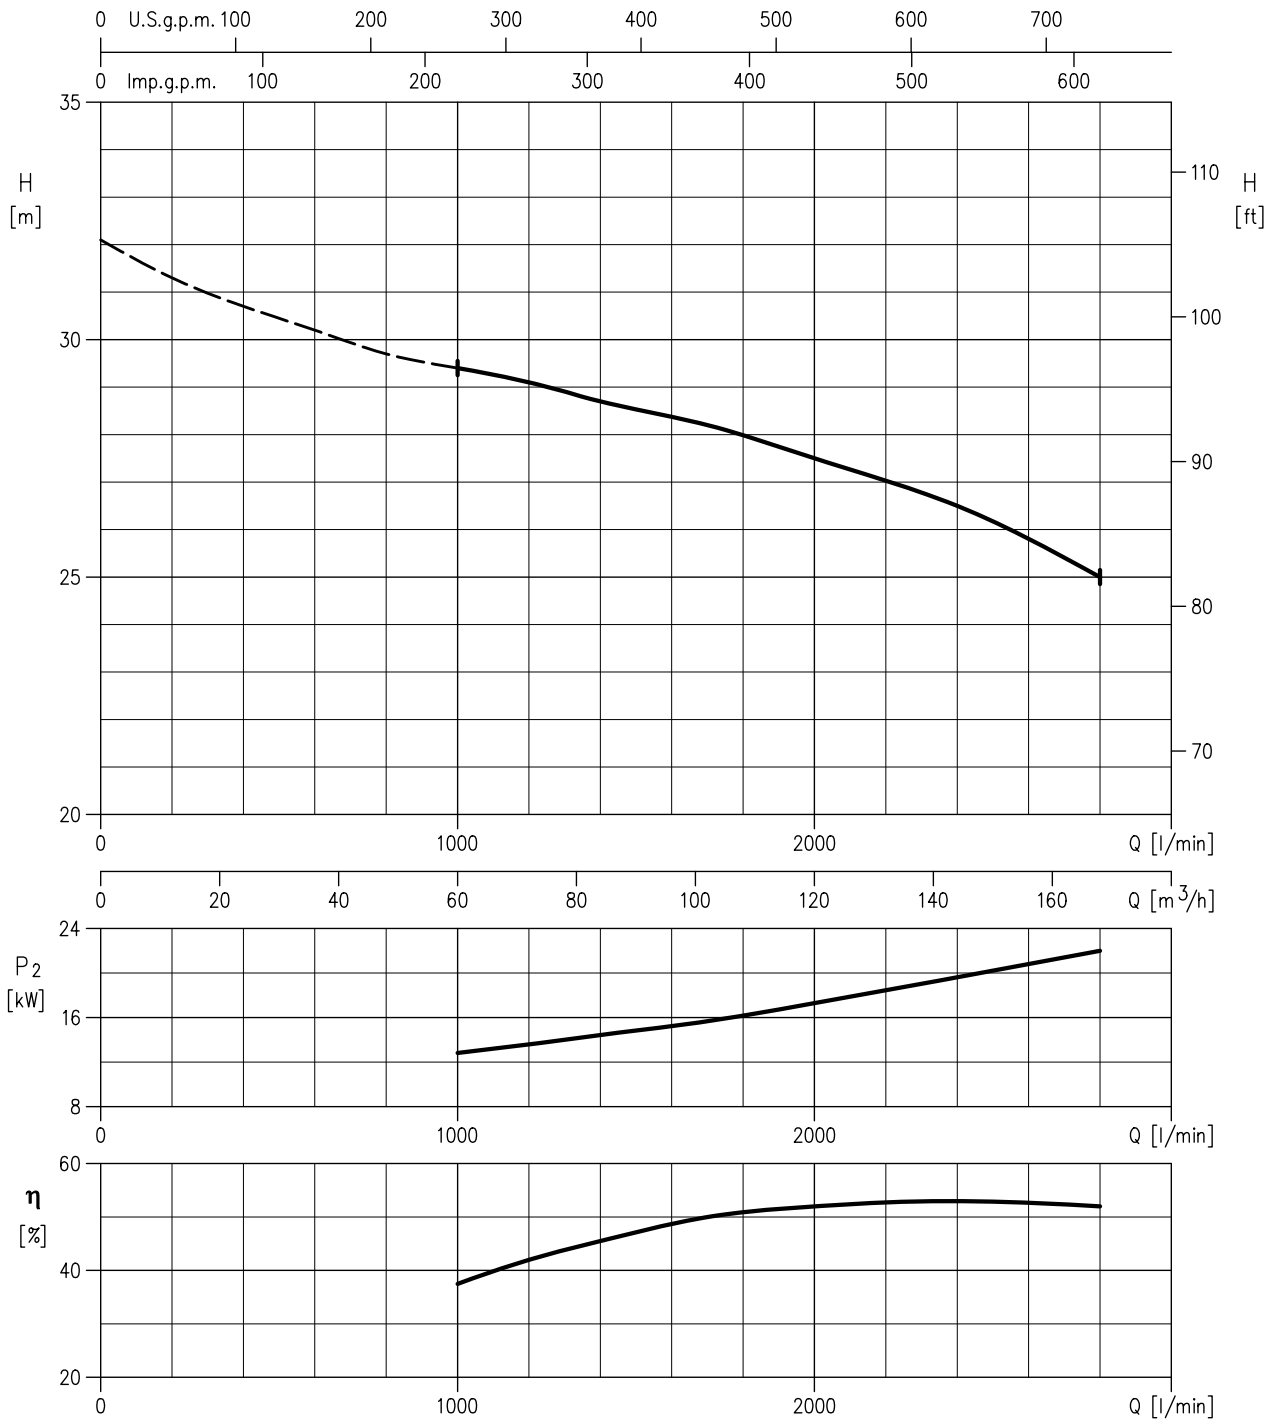 0 U.S.g.p.m. 100 200 300 400 500 600 700
0 Imp.g.p.m. 100 200 300 400 500 600
35
H 110 H
[m] [ft]
100
30
90
25
80
70
20
0 1000 2000 Q [l/min]
0 20 40 60 80 100 120 140 160 Q [m³/h]
24
P2
[kW]
16
8
0 1000 2000 Q [l/min]
60
η
[%]
40
20
0 1000 2000 Q [l/min]